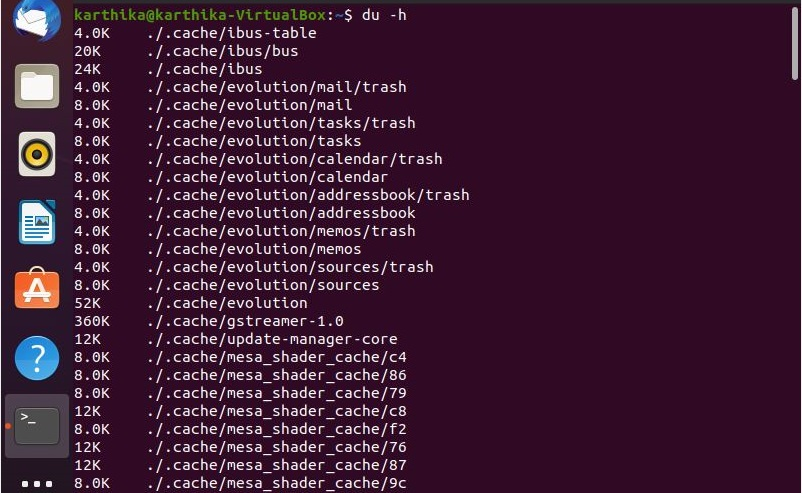 karthika@karthika-VirtualBox:~$ du -h
4.0K ./.cache/ibus-table
20K ./.cache/ibus/bus
24K ./.cache/ibus
4.0K ./.cache/evolution/mail/trash
8.0K ./.cache/evolution/mail
4.0K ./.cache/evolution/tasks/trash
8.0K ./.cache/evolution/tasks
4.0K ./.cache/evolution/calendar/trash
8.0K ./.cache/evolution/calendar
4.0K ./.cache/evolution/addressbook/trash
8.0K ./.cache/evolution/addressbook
4.0K ./.cache/evolution/memos/trash
8.0K ./.cache/evolution/memos
4.0K ./.cache/evolution/sources/trash
8.0K ./.cache/evolution/sources
52K ./.cache/evolution
360K ./.cache/gstreamer-1.0
12K ./.cache/update-manager-core
8.0K ./.cache/mesa_shader_cache/c4
8.0K ./.cache/mesa_shader_cache/86
8.0K ./.cache/mesa_shader_cache/79
12K ./.cache/mesa_shader_cache/c8
8.0K ./.cache/mesa_shader_cache/f2
12K ./.cache/mesa_shader_cache/76
12K ./.cache/mesa_shader_cache/87
8.0K ./.cache/mesa_shader_cache/9c